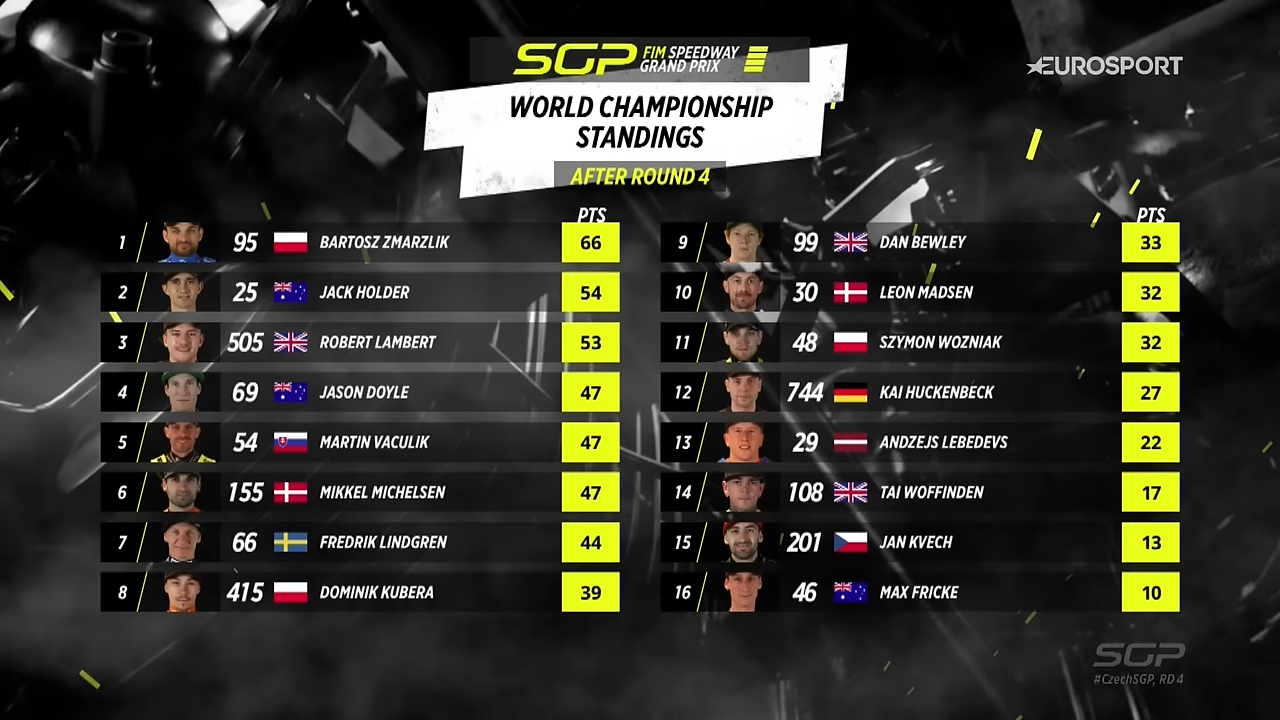 SGP FIM SPEEDWAY
GRAND PRIX
EUROSPORT
WORLD CHAMPIONSHIP
STANDINGS
AFTER ROUND 4
PTS
1 95 BARTOSZ ZMARZLIK 66
2 25 JACK HOLDER 54
3 505 ROBERT LAMBERT 53
4 69 JASON DOYLE 47
5 54 MARTIN VACULIK 47
6 155 MIKKEL MICHELSEN 47
7 66 FREDRIK LINDGREN 44
8 415 DOMINIK KUBERA 39
PTS
9 99 DAN BEWLEY 33
10 30 LEON MADSEN 32
11 48 SZYMON WOZNIAK 32
12 744 KAI HUCKENBECK 27
13 29 ANDZEJS LEBEDEVS 22
14 108 TAI WOFFINDEN 17
15 201 JAN KVECH 13
16 46 MAX FRICKE 10
SGP
#CzechSGP, RD 4